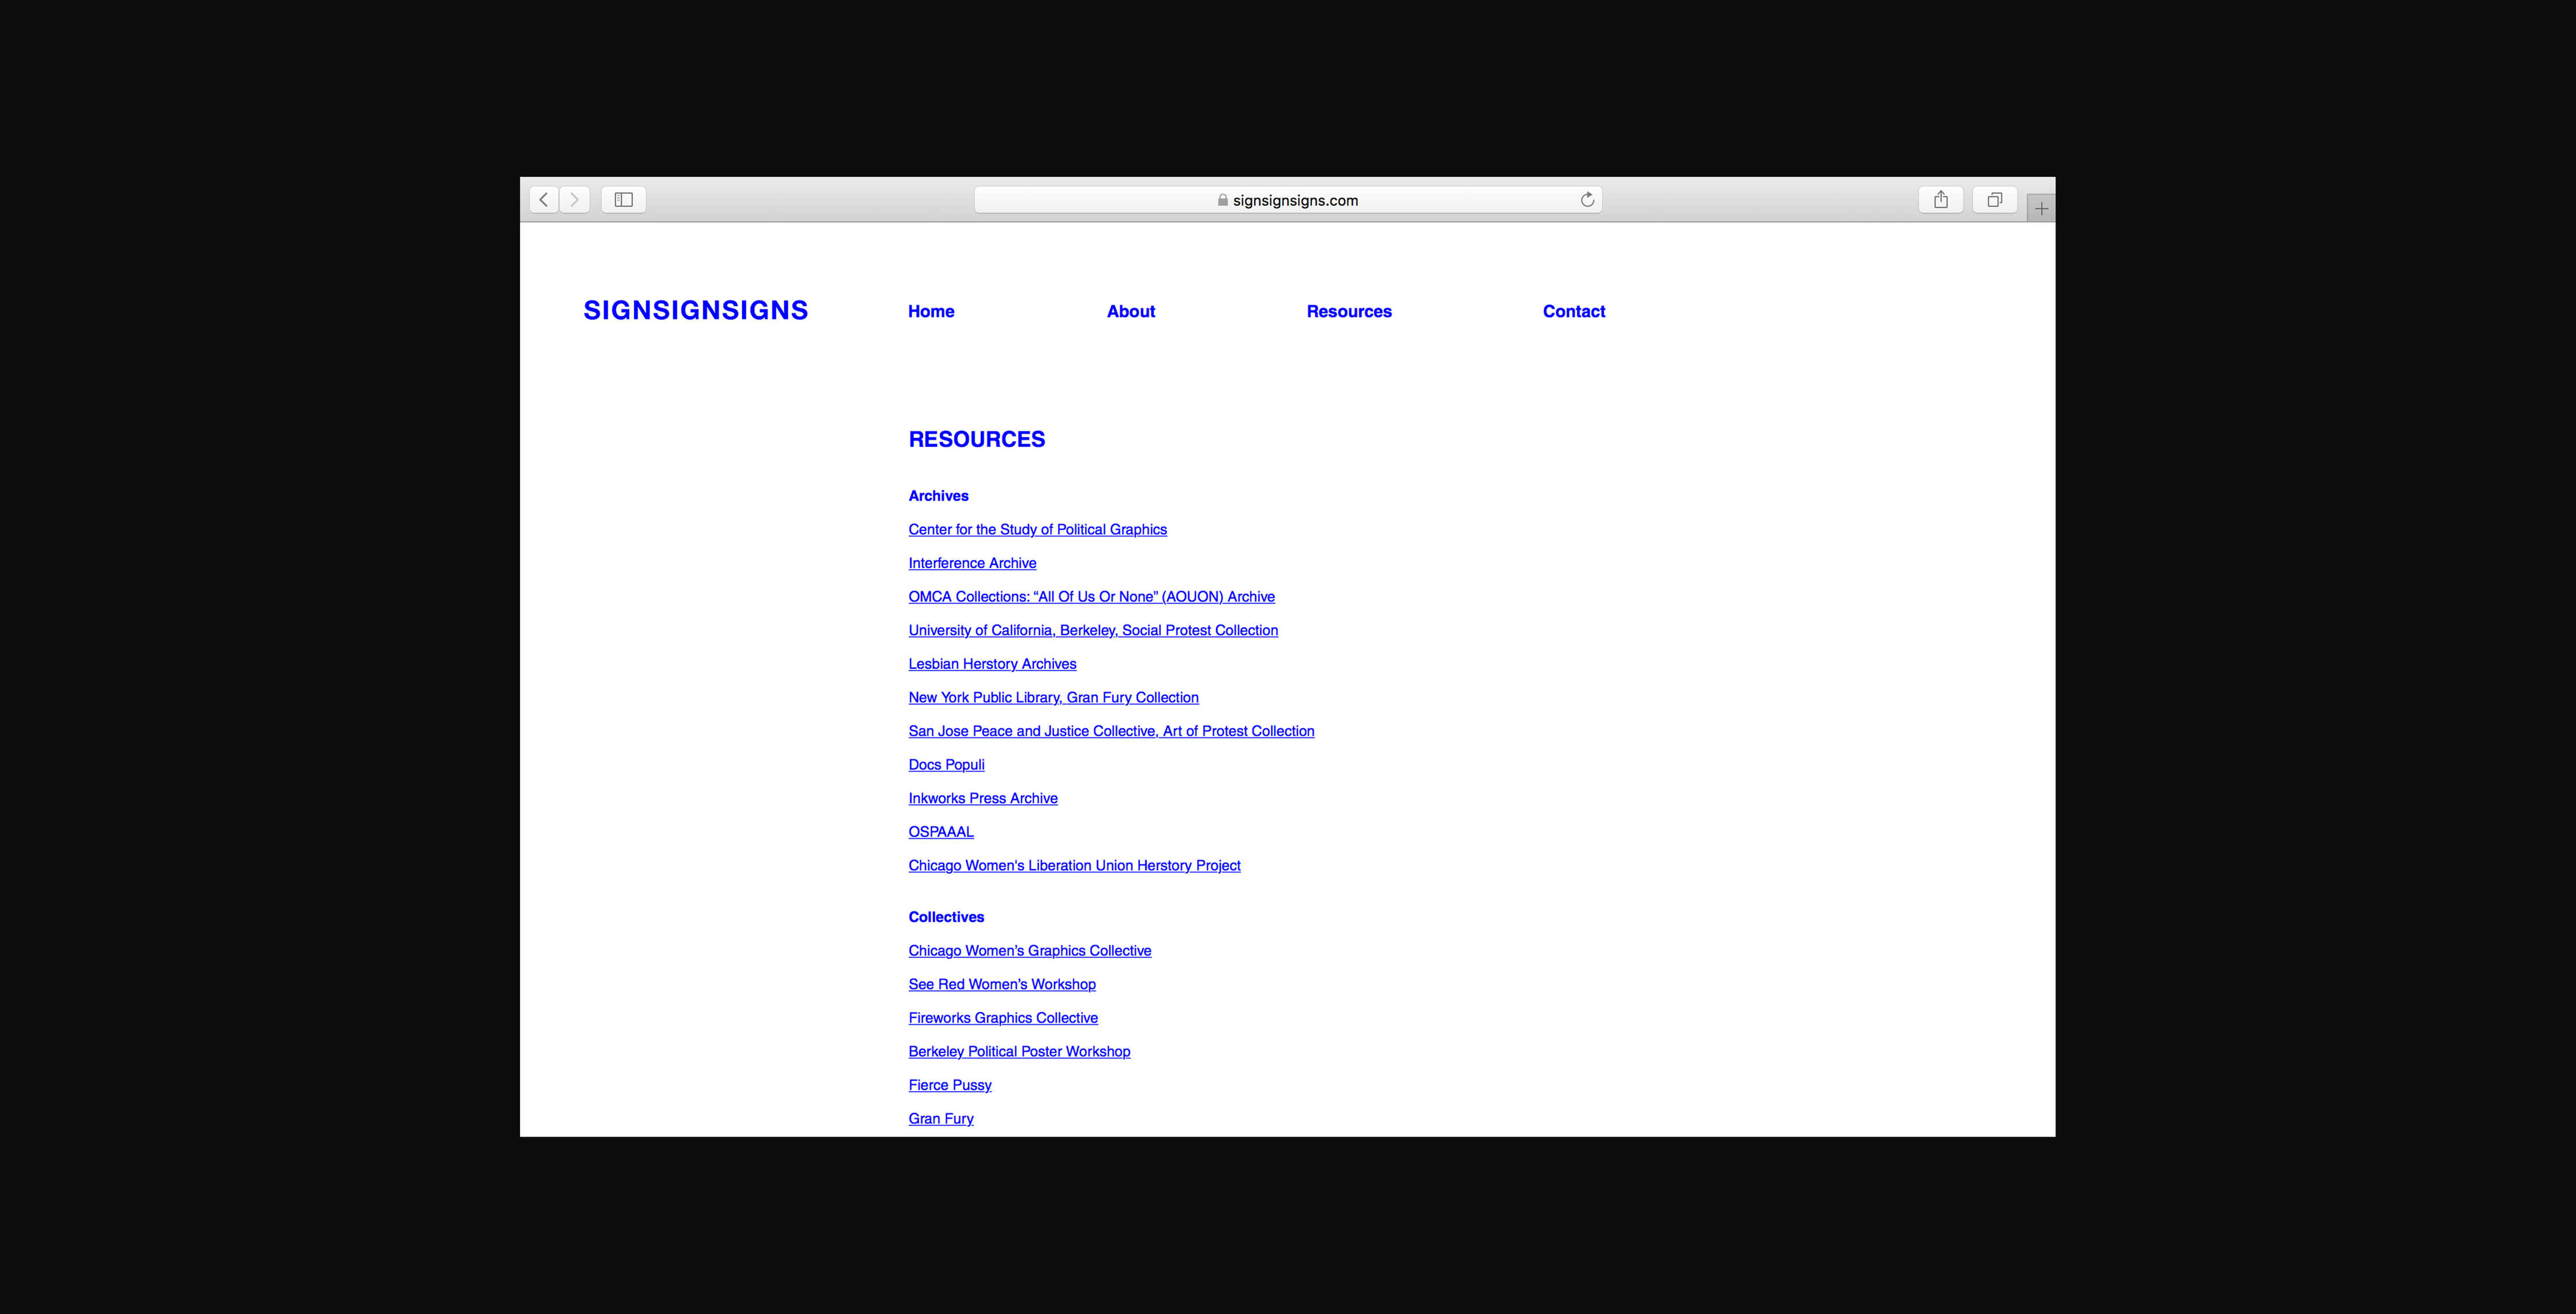 signsignsigns.com
SIGNSIGNSIGNS Home About Resources Contact
RESOURCES
Archives
Center for the Study of Political Graphics
Interference Archive
OMCA Collections: “All Of Us Or None” (AOUON) Archive
University of California, Berkeley, Social Protest Collection
Lesbian Herstory Archives
New York Public Library, Gran Fury Collection
San Jose Peace and Justice Collective, Art of Protest Collection
Docs Populi
Inkworks Press Archive
OSPAAAL
Chicago Women's Liberation Union Herstory Project
Collectives
Chicago Women’s Graphics Collective
See Red Women’s Workshop
Fireworks Graphics Collective
Berkeley Political Poster Workshop
Fierce Pussy
Gran Fury